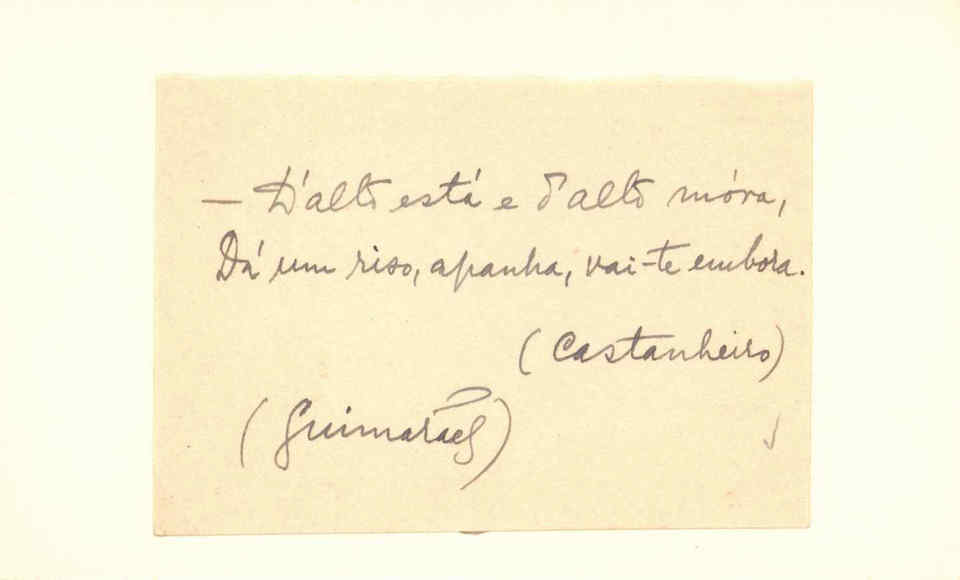 — D'alto está e d'alto móra,
Dá um riso, apanha, vai-te embora.
(Castanheiro)
(Guimarães)